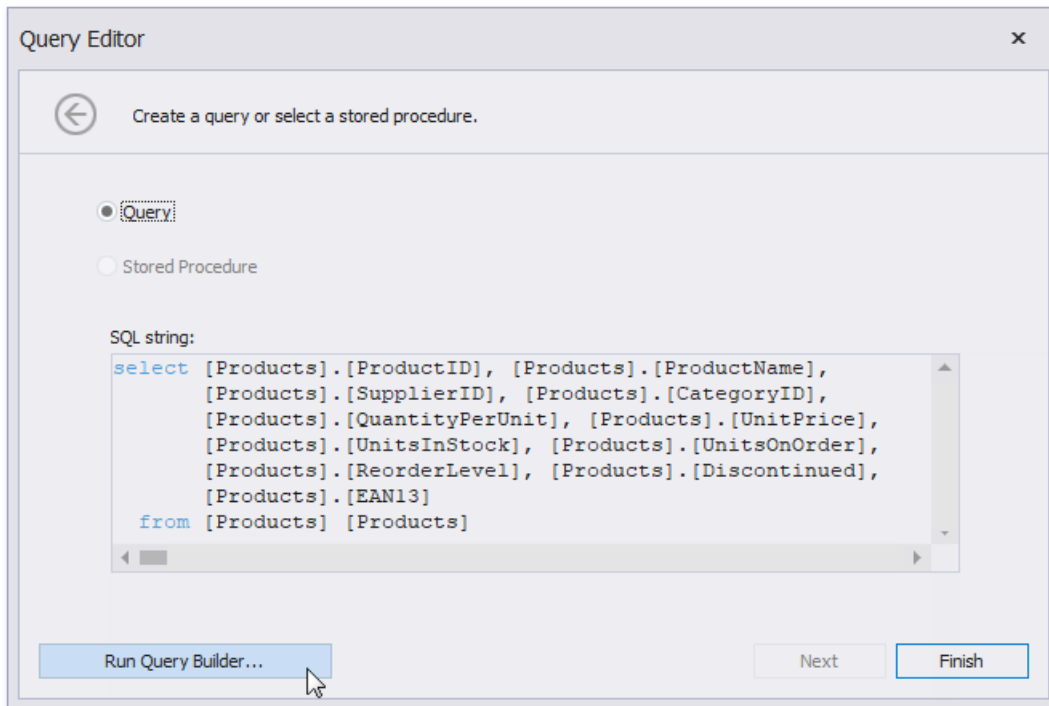 Query Editor
Create a query or select a stored procedure.
Query
Stored Procedure
SQL string:
select [Products].[ProductID], [Products].[ProductName],
[Products].[SupplierID], [Products].[CategoryID],
[Products].[QuantityPerUnit], [Products].[UnitPrice],
[Products].[UnitsInStock], [Products].[UnitsOnOrder],
[Products].[ReorderLevel], [Products].[Discontinued],
[Products].[EAN13]
from [Products] [Products]
Run Query Builder... Next Finish